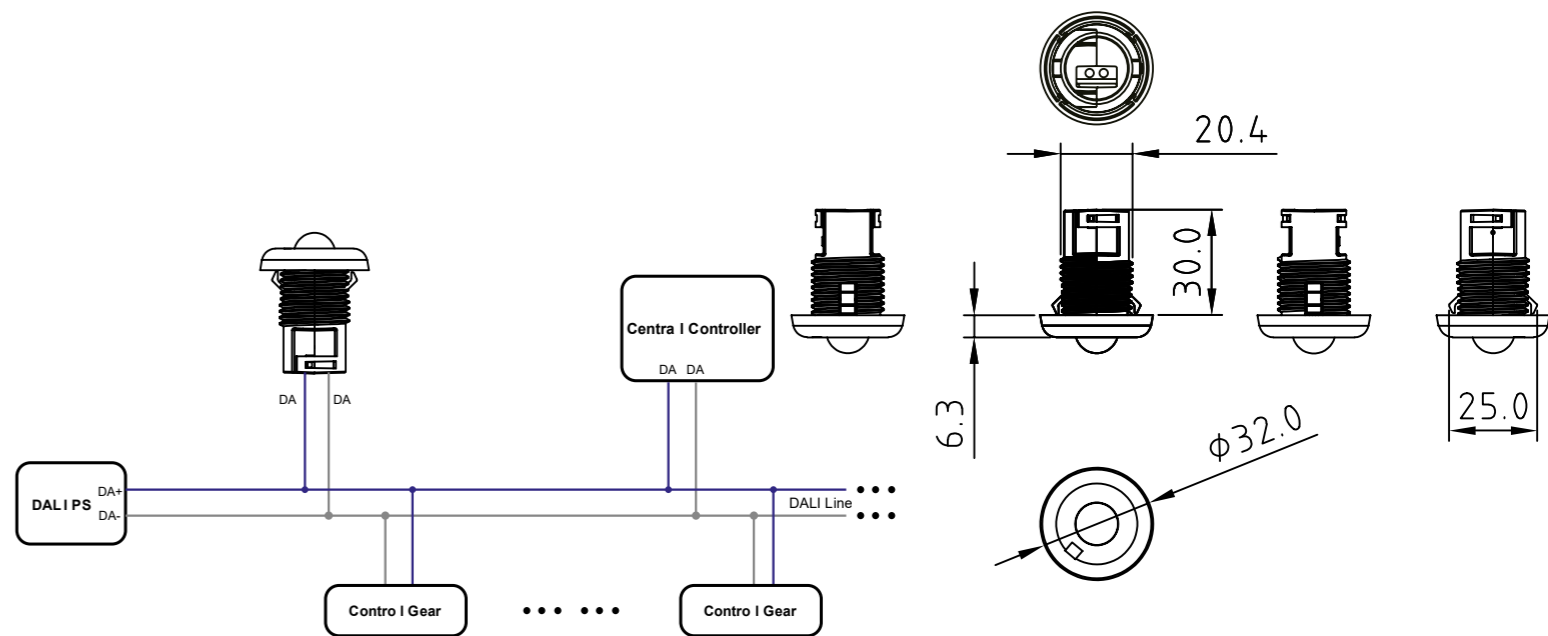 20.4
30.0
Centra l Controller
DA DA
DA
DA
6.3
25.0
ϕ32.0
DAL I PS
DA+
DA-
DALI Line
Contro l Gear
Contro l Gear